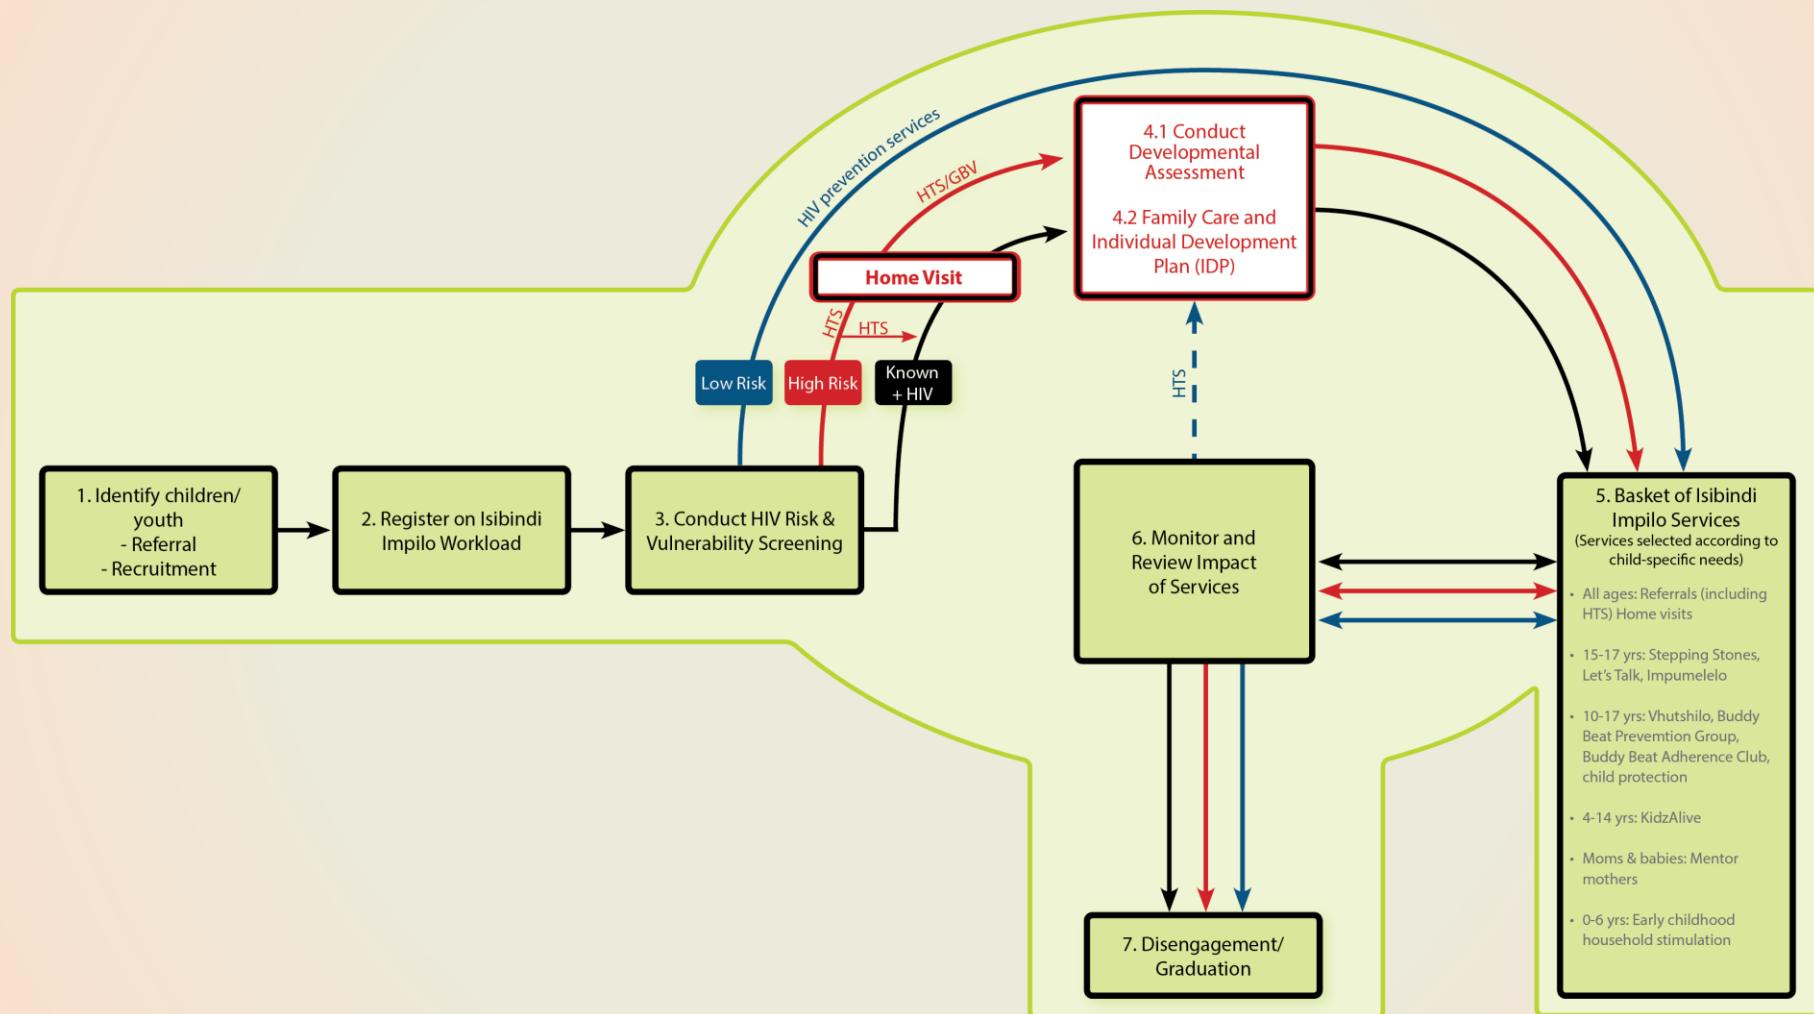 1. Identify children/
youth
- Referral
- Recruitment
2. Register on Isibindi
Impilo Workload
3. Conduct HIV Risk &
Vulnerability Screening
Low Risk
High Risk
Known
+ HIV
HIV prevention services
HTS
HTS
Home Visit
HTS/GBV
4.1 Conduct
Developmental
Assessment
4.2 Family Care and
Individual Development
Plan (IDP)
HTS
5. Basket of Isibindi
Impilo Services
(Services selected according to
child-specific needs)
• All ages: Referrals (including
HTS) Home visits
• 15-17 yrs: Stepping Stones,
Let's Talk, Impumelelo
• 10-17 yrs: Vhutshilo, Buddy
Beat Prevemtion Group,
Buddy Beat Adherence Club,
child protection
• 4-14 yrs: KidzAlive
• Moms & babies: Mentor
mothers
• 0-6 yrs: Early childhood
household stimulation
6. Monitor and
Review Impact
of Services
7. Disengagement/
Graduation